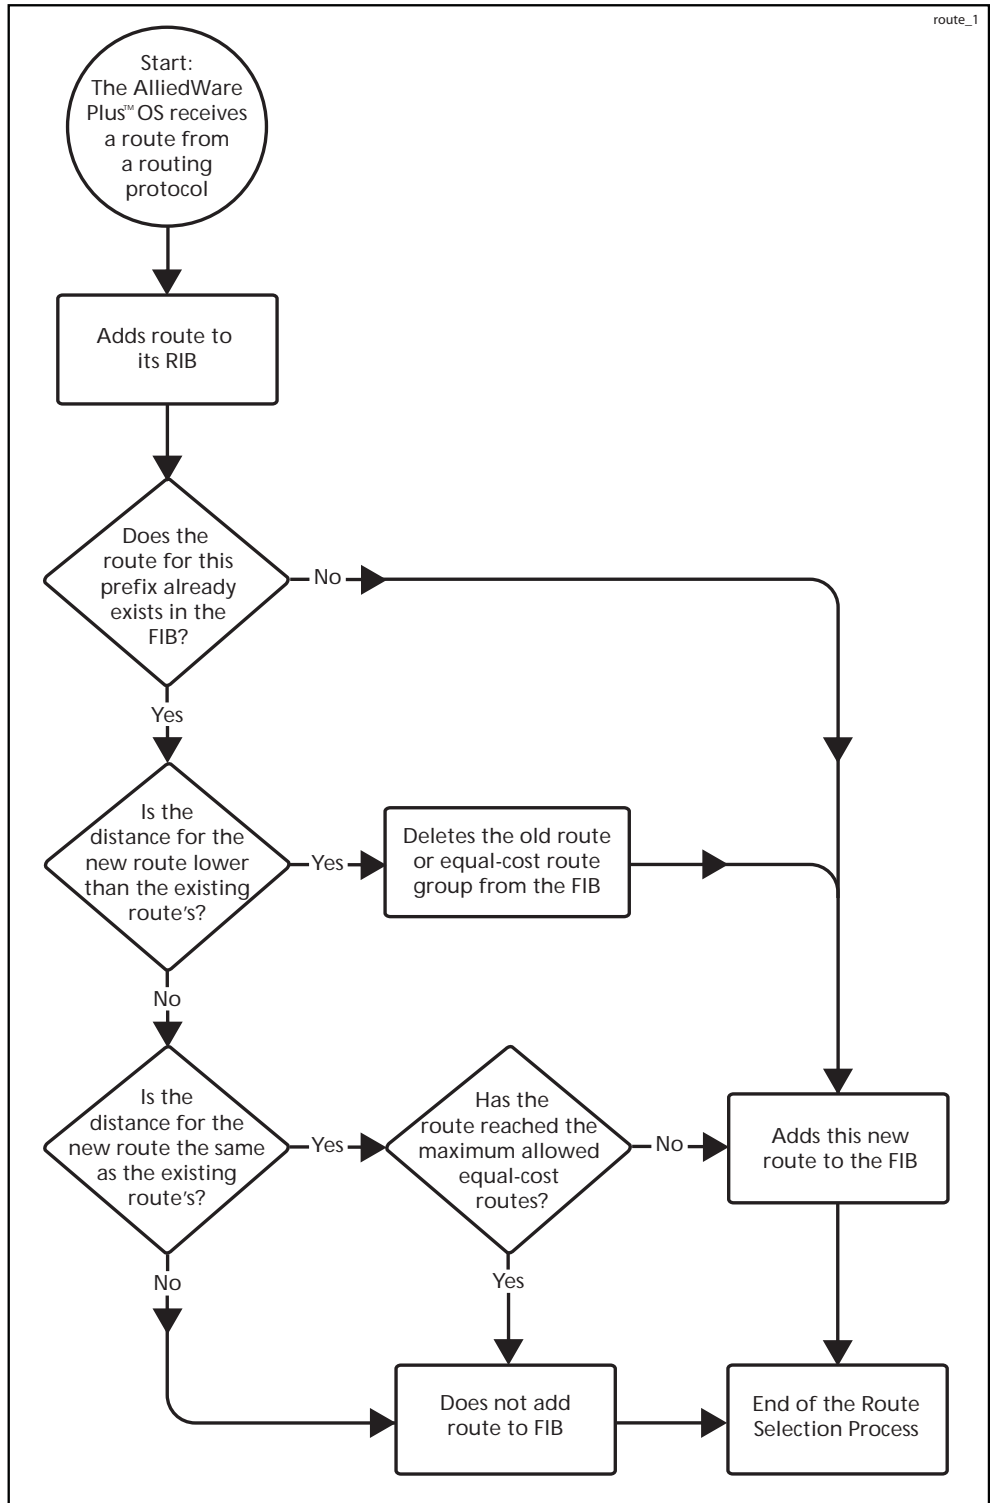 route_1
Start:
The AlliedWare
Plus™ OS receives
a route from
a routing
protocol
Adds route to
its RIB
Does the
route for this
prefix already
exists in the
FIB?
No
Yes
Is the
distance for the
new route lower
than the existing
route's?
Yes
Deletes the old route
or equal-cost route
group from the FIB
No
Is the
distance for the
new route the same
as the existing
route's?
Yes
Has the
route reached the
maximum allowed
equal-cost
routes?
No
Adds this new
route to the FIB
No
Yes
Does not add
route to FIB
End of the Route
Selection Process